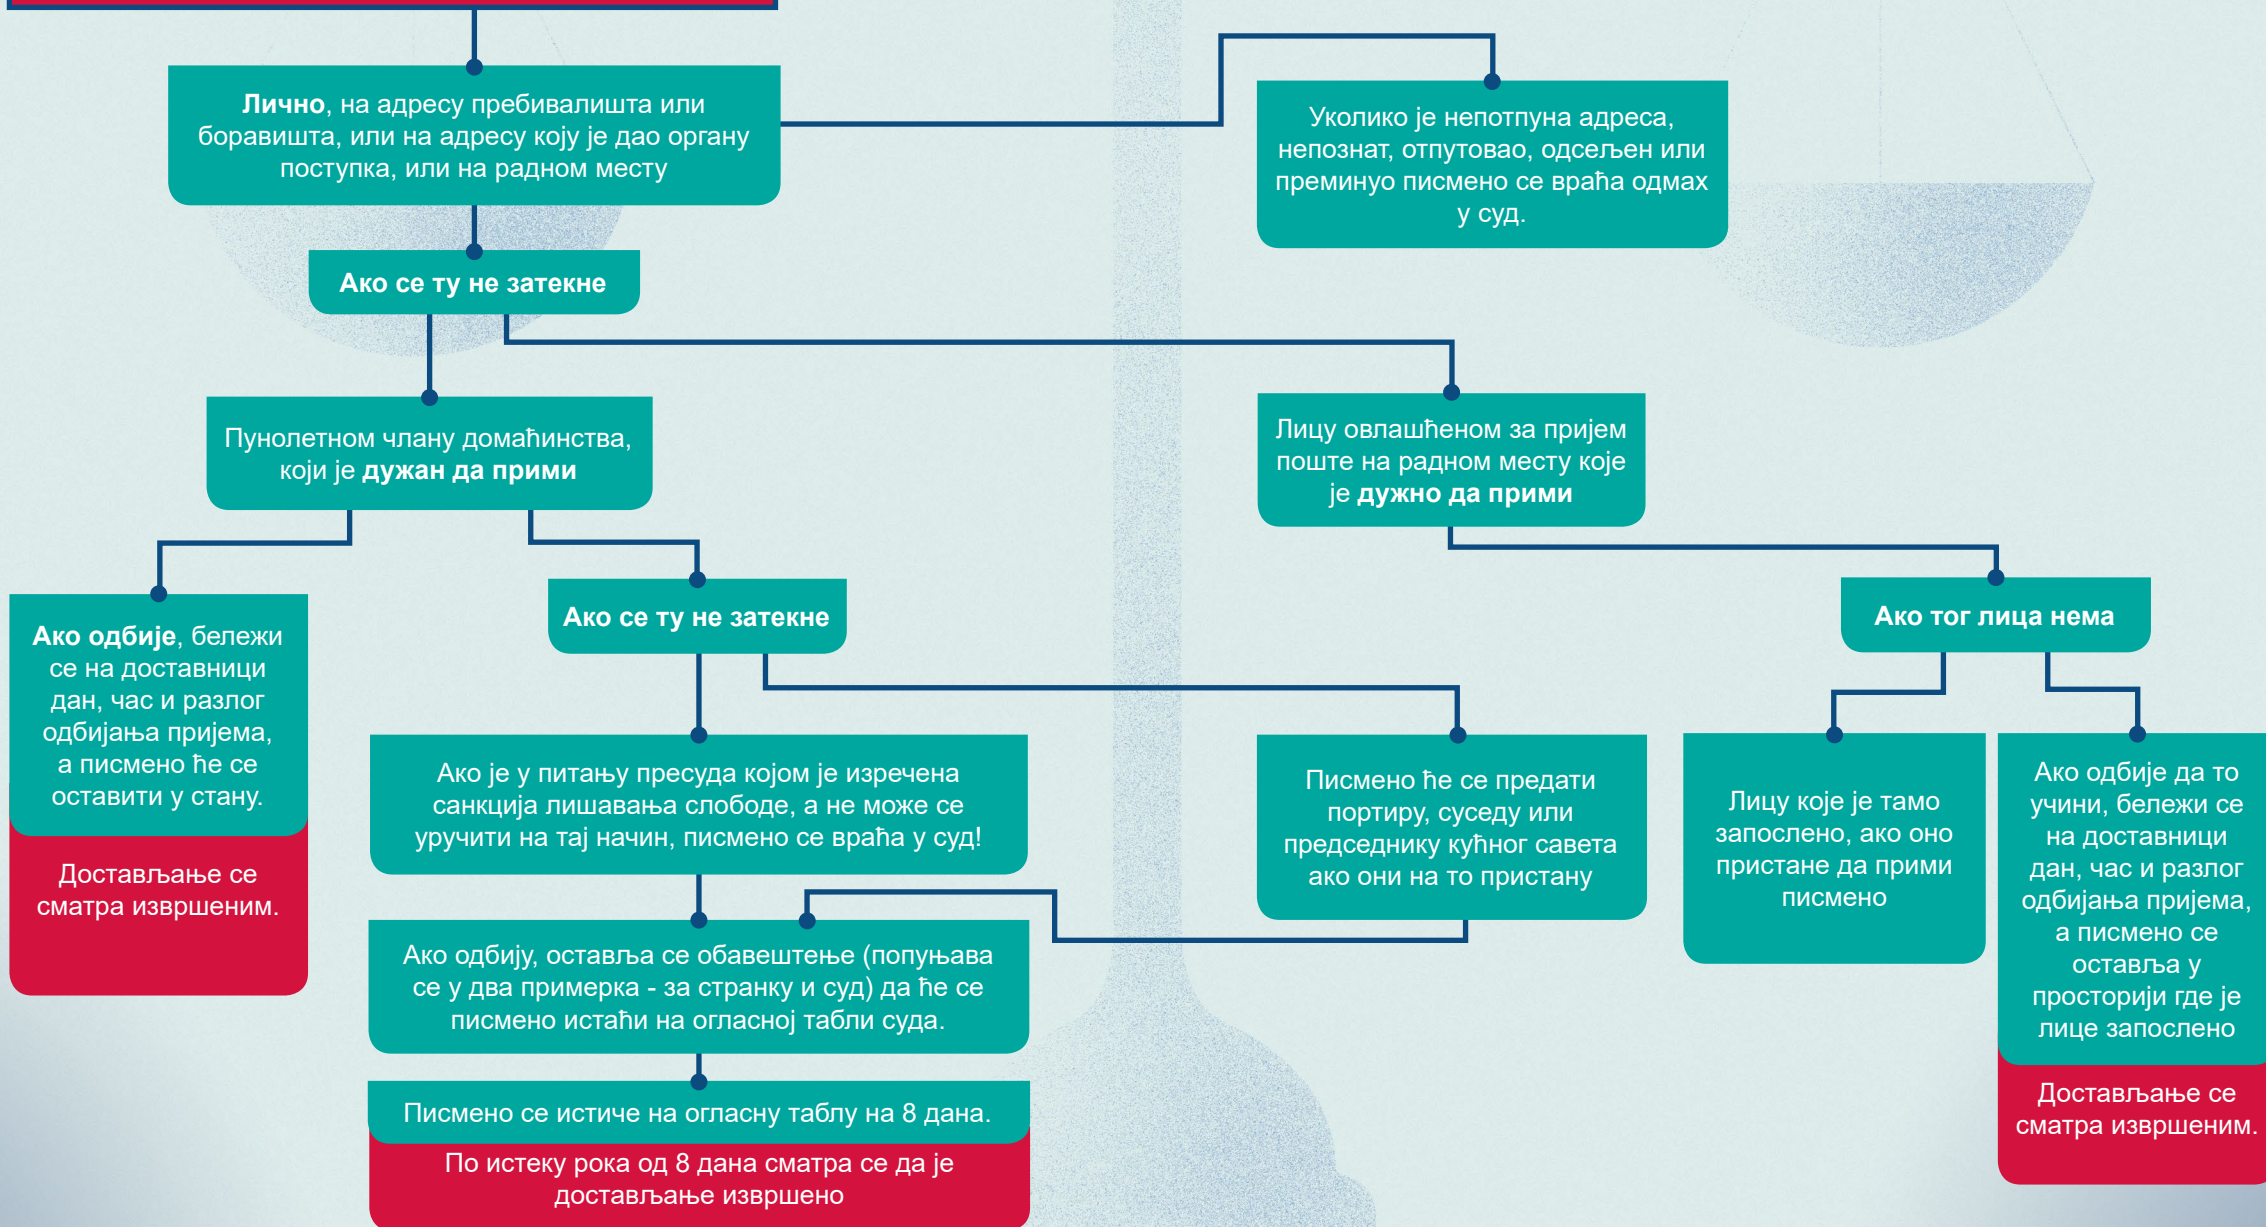 Лично, на адресу пребивалишта или
боравишта, или на адресу коју је дао органу
поступка, или на радном месту
Уколико је непотпуна адреса,
непознат, отпутовао, одсељен или
преминуо писмено се враћа одмах
у суд.
Ако се ту не затекне
Пунолетном члану домаћинства,
који је дужан да прими
Лицу овлашћеном за пријем
поште на радном месту које
је дужно да прими
Ако одбије, бележи
се на доставници
дан, час и разлог
одбијања пријема,
а писмено ће се
оставити у стану.
Достављање се
сматра извршеним.
Ако се ту не затекне
Ако тог лица нема
Ако је у питању пресуда којом је изречена
санкција лишавања слободе, а не може се
уручити на тај начин, писмено се враћа у суд!
Писмено ће се предати
портиру, суседу или
председнику кућног савета
ако они на то пристану
Лицу које је тамо
запослено, ако оно
пристане да прими
писмено
Ако одбије да то
учини, бележи се
на доставници
дан, час и разлог
одбијања пријема,
а писмено се
оставља у
просторији где је
лице запослено
Достављање се
сматра извршеним.
Ако одбију, оставља се обавештење (попуњава
се у два примерка - за странку и суд) да ће се
писмено истаћи на огласној табли суда.
Писмено се истиче на огласну таблу на 8 дана.
По истеку рока од 8 дана сматра се да је
достављање извршено